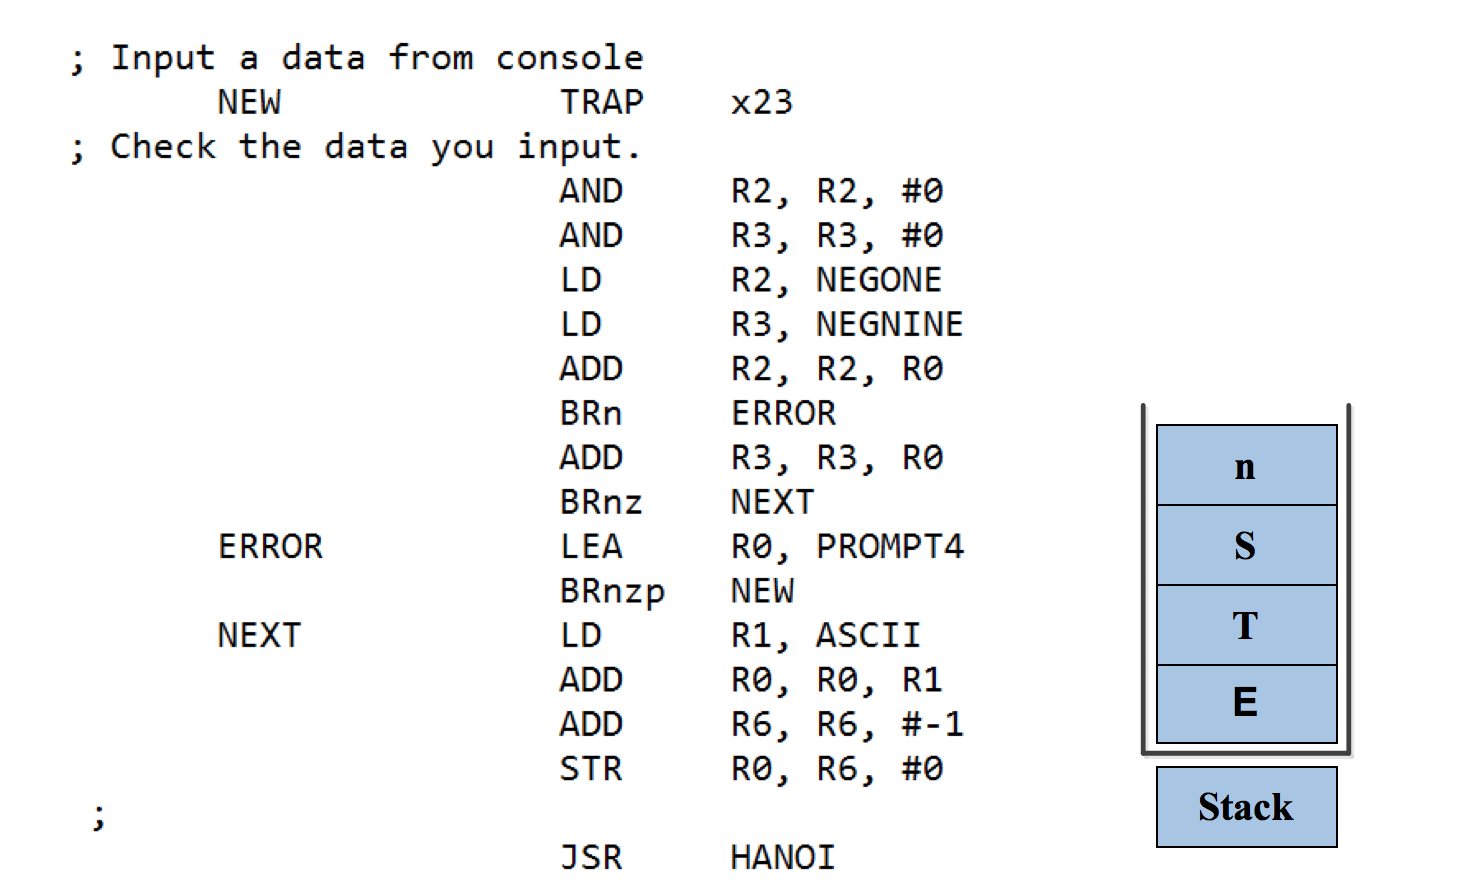 ; Input a data from console
NEW TRAP x23
; Check the data you input.
AND R2, R2, #0
AND R3, R3, #0
LD R2, NEGONE
LD R3, NEGNINE
ADD R2, R2, R0
BRn ERROR
ADD R3, R3, R0
BRnz NEXT
ERROR LEA R0, PROMPT4
BRnzp NEW
NEXT LD R1, ASCII
ADD R0, R0, R1
ADD R6, R6, #-1
STR R0, R6, #0
;
JSR HANOI
n
S
T
E
Stack